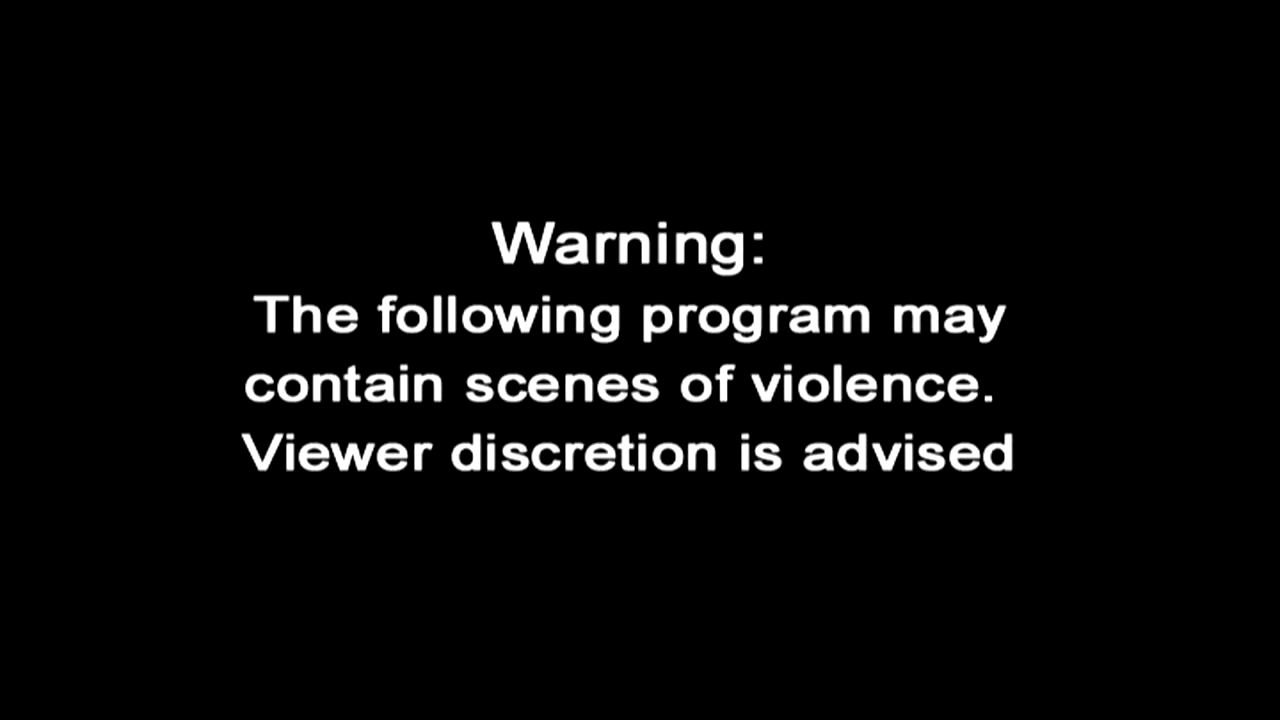 Warning:
The following program may
contain scenes of violence.
Viewer discretion is advised